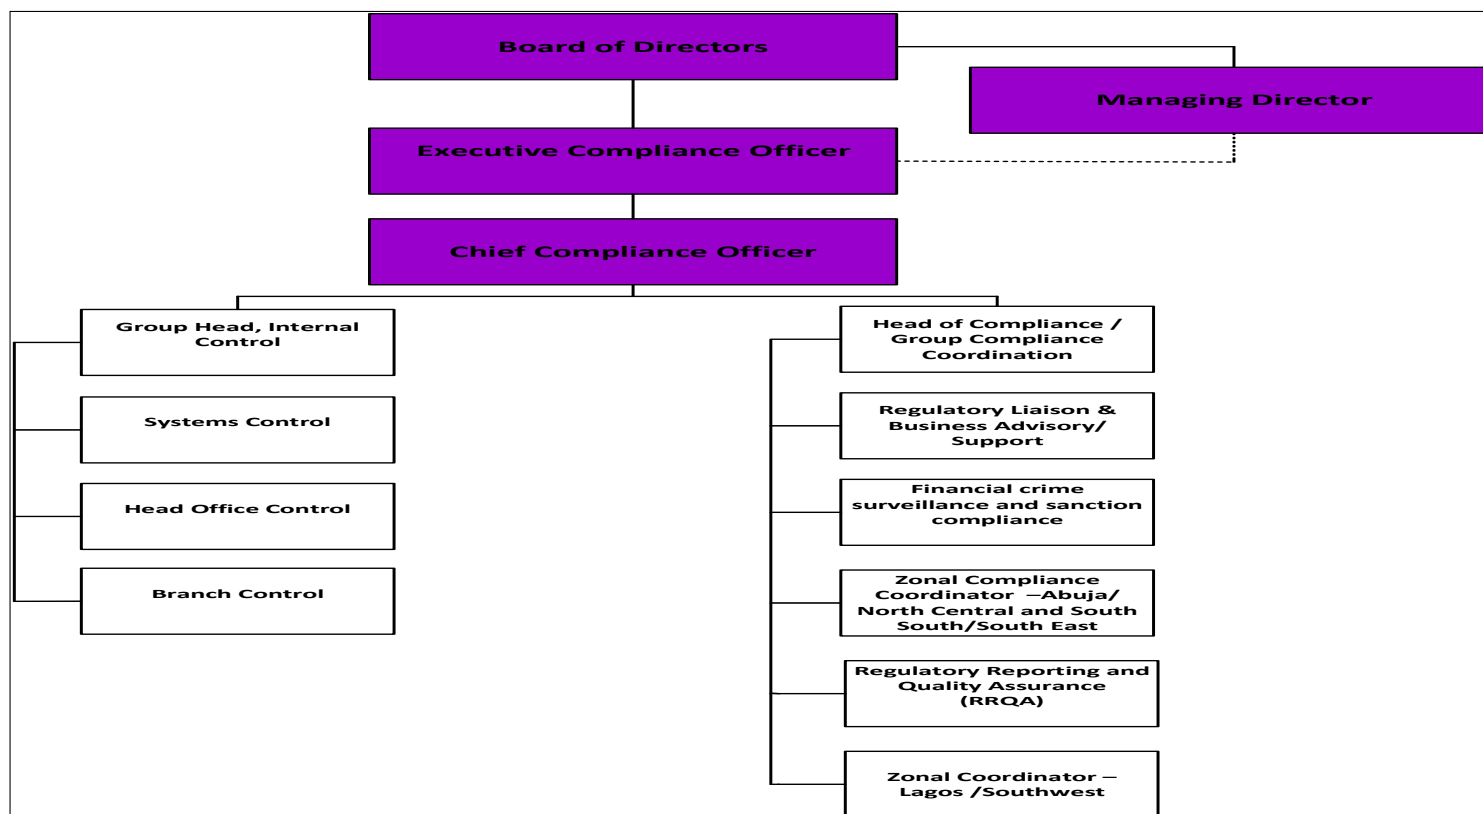 Board of Directors
Managing Director
Executive Compliance Officer
Chief Compliance Officer
Group Head, Internal
Control
Systems Control
Head Office Control
Branch Control
Head of Compliance /
Group Compliance
Coordination
Regulatory Liaison &
Business Advisory/
Support
Financial crime
surveillance and sanction
compliance
Zonal Compliance
Coordinator –Abuja/
North Central and South
South/South East
Regulatory Reporting and
Quality Assurance
(RRQA)
Zonal Coordinator –
Lagos /Southwest